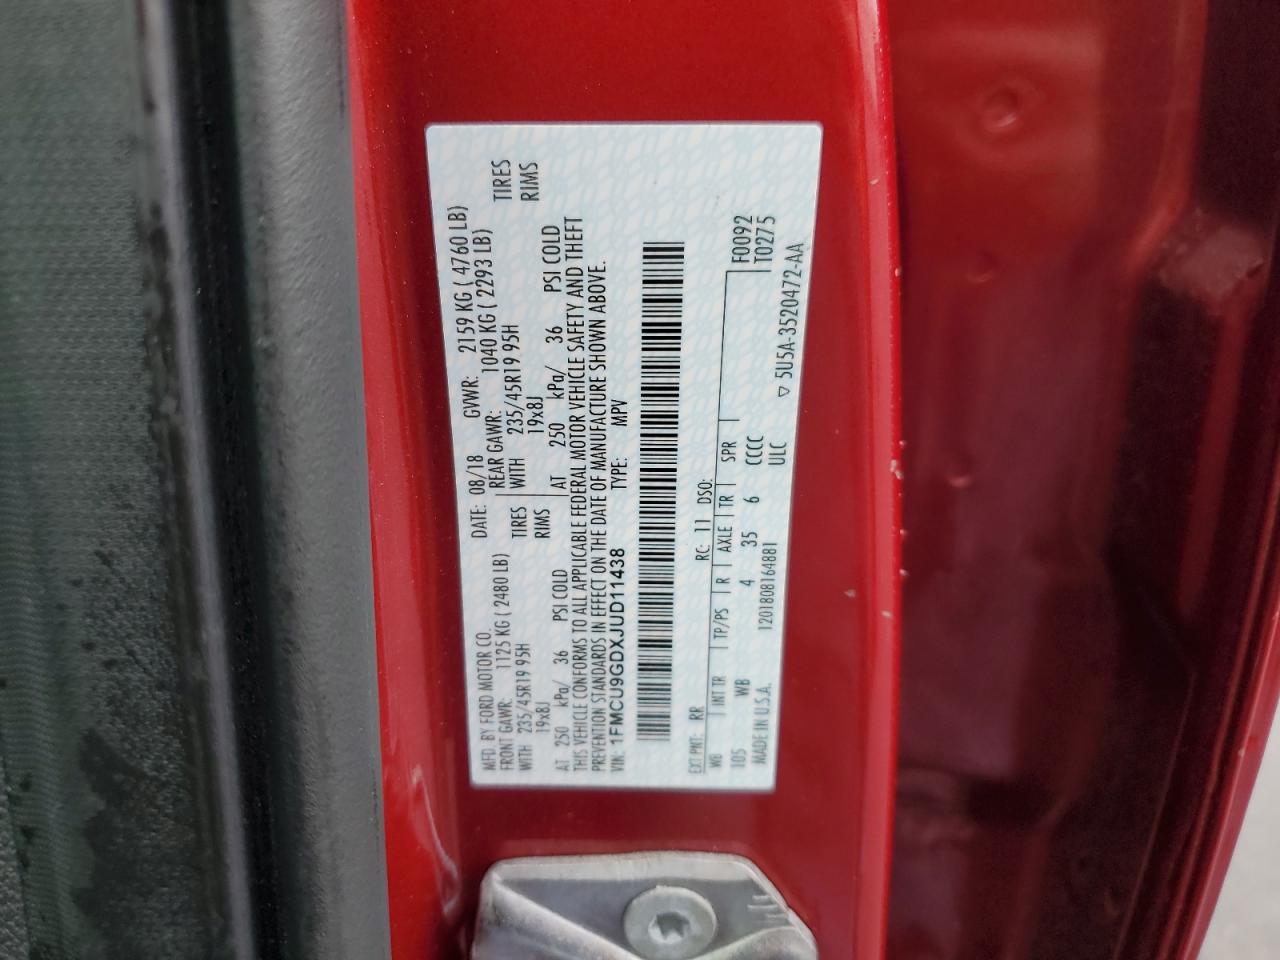 MFD. BY FORD MOTOR CO.
DATE: 08/18 GVWR: 2159 KG ( 4760 LB)
FRONT GAWR: 1125 KG ( 2480 LB)
REAR GAWR: 1040 KG ( 2293 LB)
WITH 235/45R19 95H TIRES
WITH 235/45R19 95H TIRES
19x8J RIMS
19x8J RIMS
AT 250 kPa/ 36 PSI COLD
AT 250 kPa/ 36 PSI COLD
THIS VEHICLE CONFORMS TO ALL APPLICABLE FEDERAL MOTOR VEHICLE SAFETY AND THEFT
PREVENTION STANDARDS IN EFFECT ON THE DATE OF MANUFACTURE SHOWN ABOVE.
VIN: 1FMCU9GDXJUD11438 TYPE: MPV
EXT PNT: RR RC: 11 DSO: F0092
WB INT TR TP/PS R AXLE TR SPR T0275
105 WB 4 35 6 CCCC
MADE IN U.S.A. 1201808164881 ULC
▽ 5U5A-3520472-AA